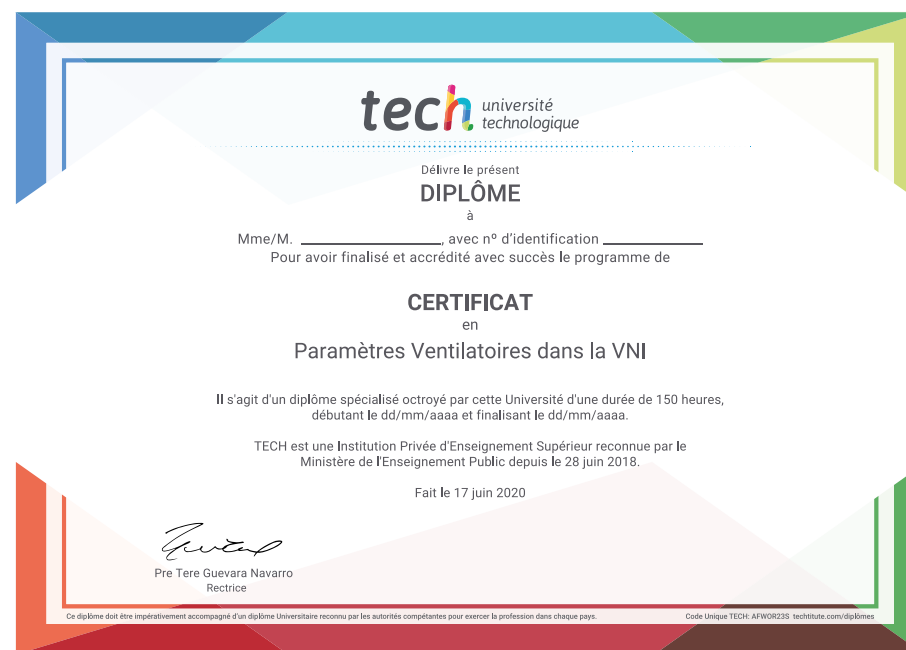 tech université
technologique
Délivre le présent
DIPLÔME
à
Mme/M. ____________, avec nº d'identification ____________
Pour avoir finalisé et accrédité avec succès le programme de
CERTIFICAT
en
Paramètres Ventilatoires dans la VNI
Il s'agit d'un diplôme spécialisé octroyé par cette Université d'une durée de 150 heures,
débutant le dd/mm/aaaa et finalisant le dd/mm/aaaa.
TECH est une Institution Privée d'Enseignement Supérieur reconnue par le
Ministère de l'Enseignement Public depuis le 28 juin 2018.
Fait le 17 juin 2020
Pre Tere Guevara Navarro
Rectrice
Ce diplôme doit être impérativement accompagné d'un diplôme Universitaire reconnu par les autorités compétentes pour exercer la profession dans chaque pays.
Code Unique TECH: AFWOR23S techtitute.com/diplômes